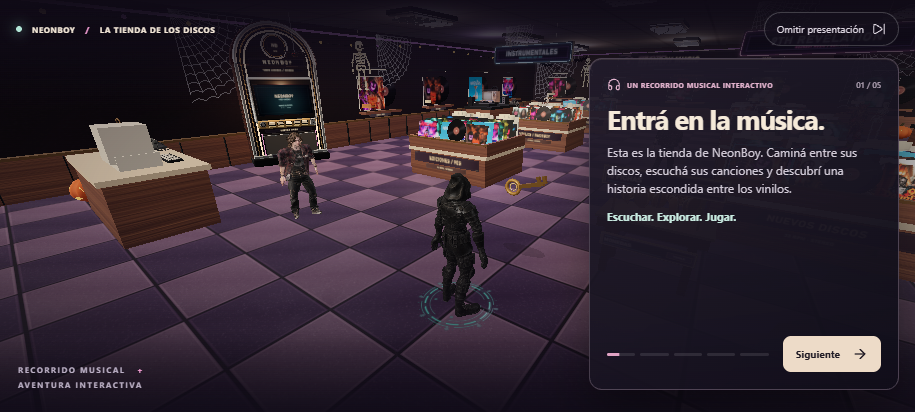 NEONBOY / LA TIENDA DE LOS DISCOS
Omitir presentación
INSTRUMENTALES
NEONBOY
NEONBOY
UN RECORRIDO MUSICAL INTERACTIVO
01 / 05
Entrá en la música.
Esta es la tienda de NeonBoy. Caminá entre sus
discos, escuchá sus canciones y descubrí una
historia escondida entre los vinilos.
Escuchar. Explorar. Jugar.
Siguiente
RECORRIDO MUSICAL +
AVENTURA INTERACTIVA